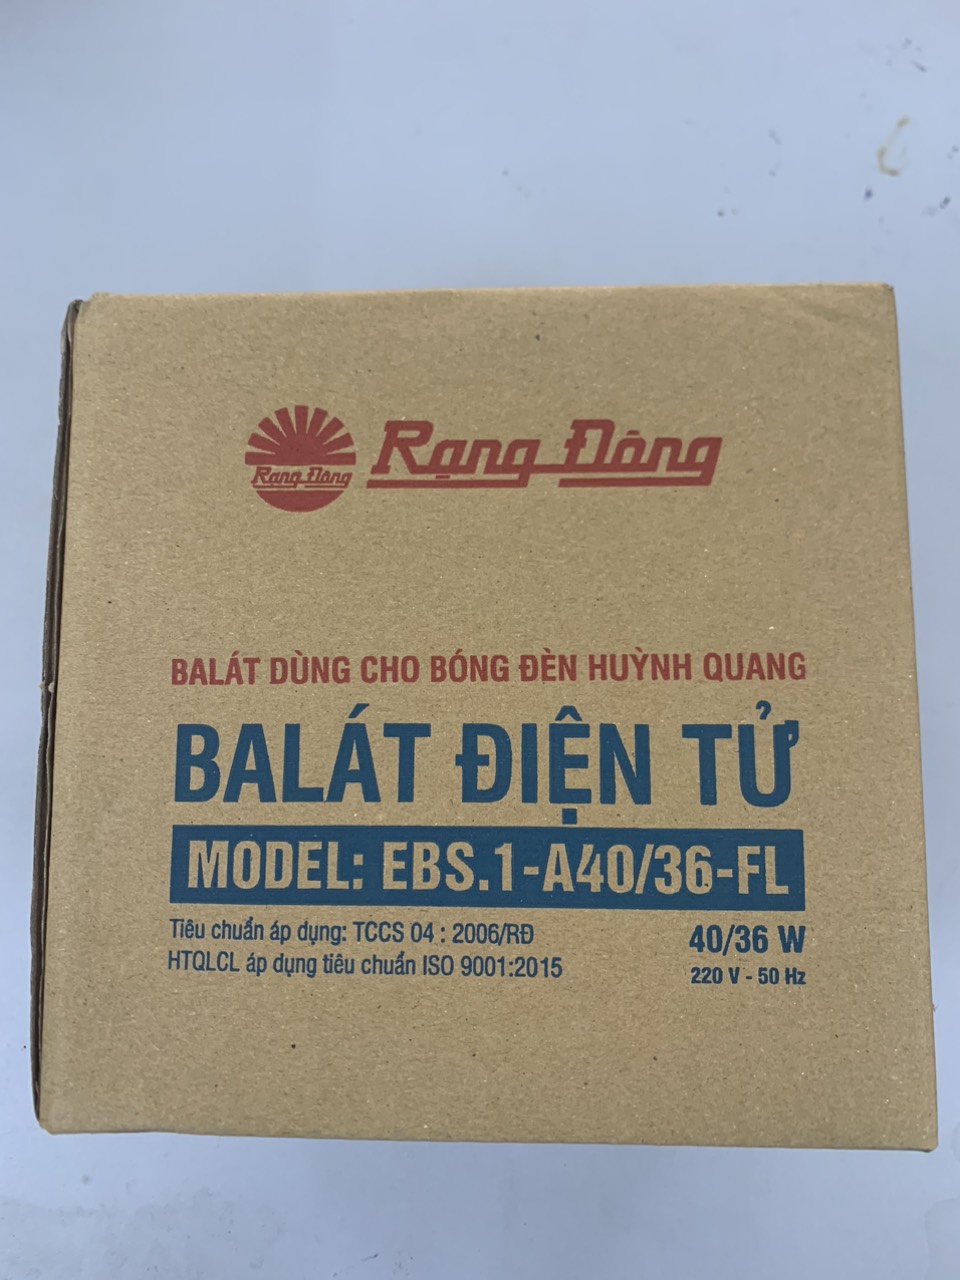 Rạng Đông
Rạng Đông
BALÁT DÙNG CHO BÓNG ĐÈN HUỲNH QUANG
BALÁT ĐIỆN TỬ
MODEL: EBS.1-A40/36-FL
Tiêu chuẩn áp dụng: TCCS 04 : 2006/RĐ
40/36 W
HTQLCL áp dụng tiêu chuẩn ISO 9001:2015
220 V - 50 Hz